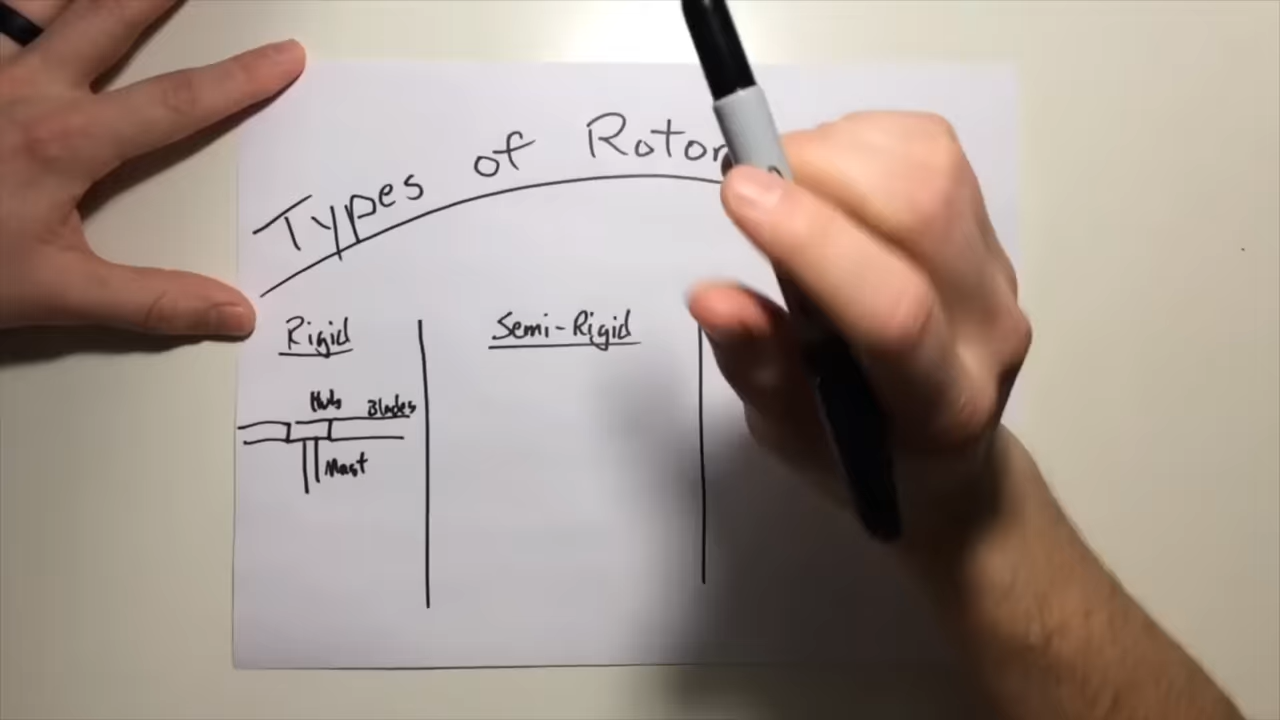 Types of Rotor
Rigid
Semi-Rigid
Hub
Blades
Mast